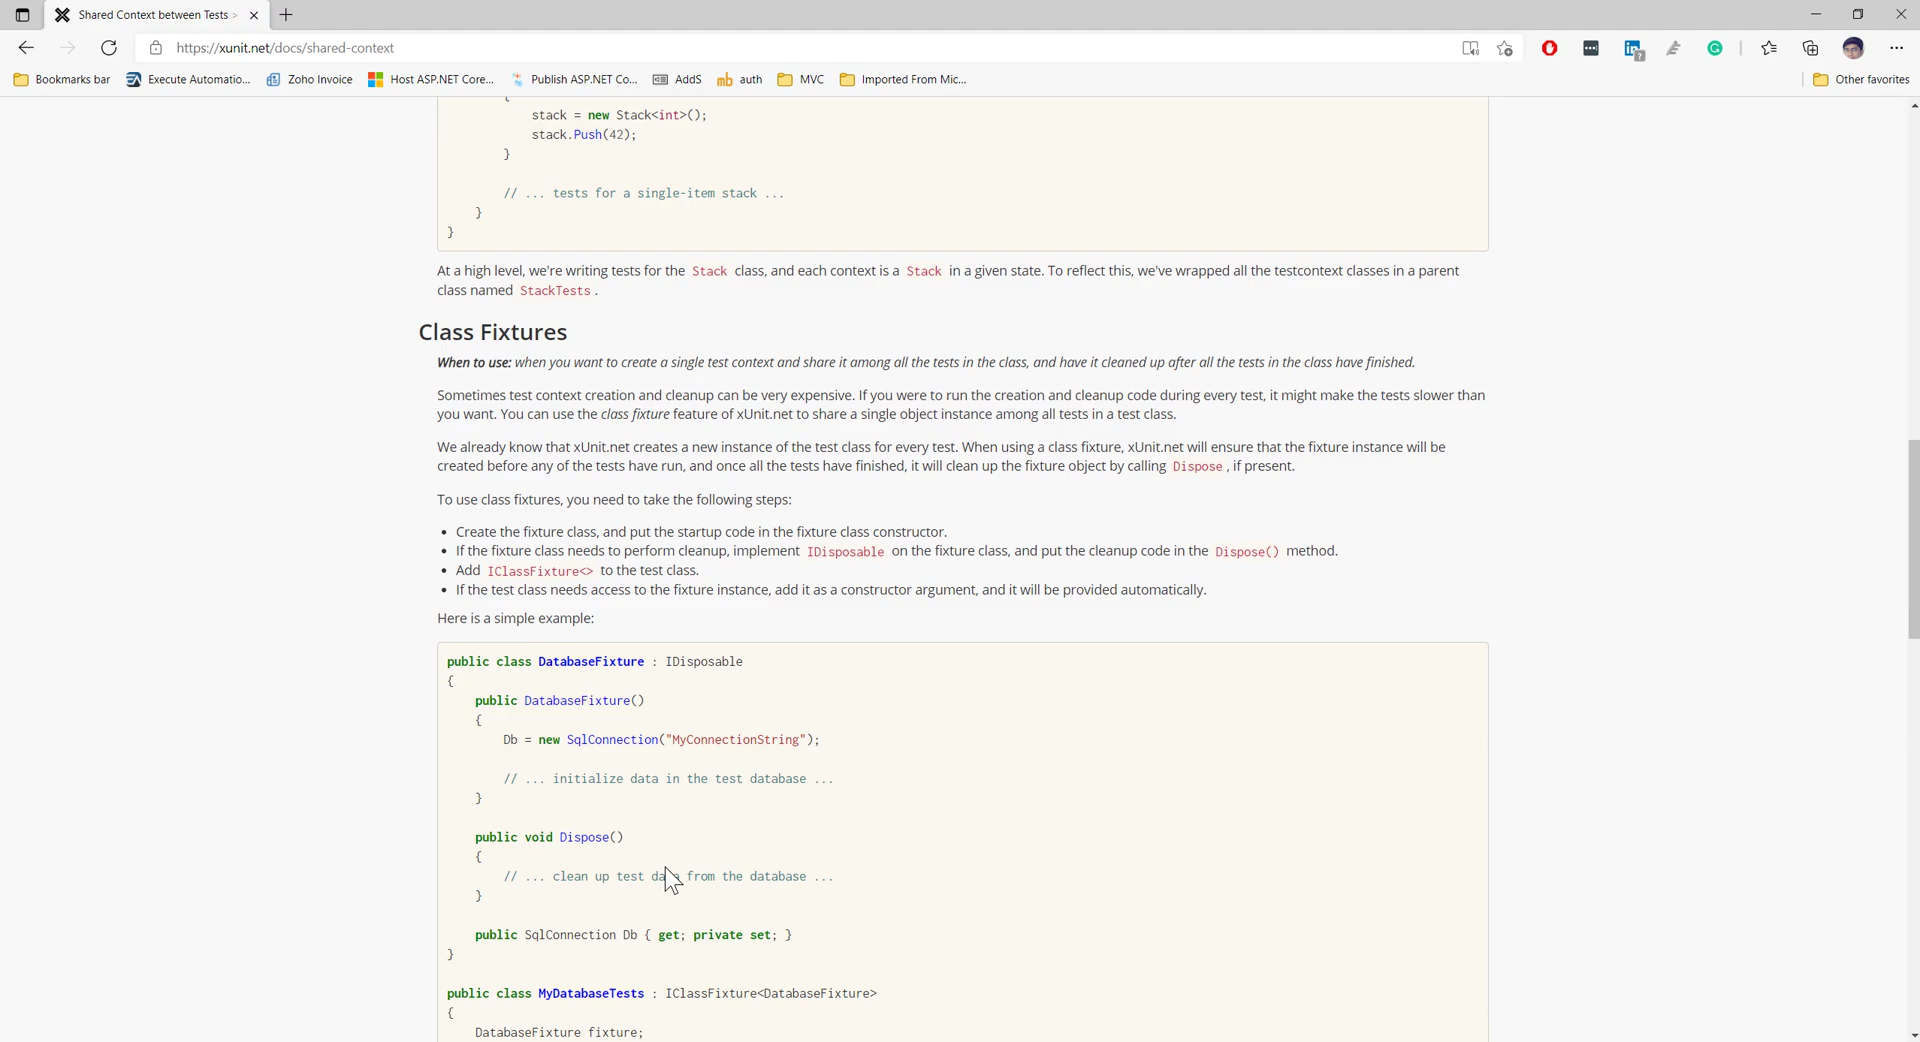 Shared Context between Tests >
https://xunit.net/docs/shared-context
Bookmarks bar
Execute Automatio...
Zoho Invoice
Host ASP.NET Core...
Publish ASP.NET Co...
AddS
auth
MVC
Imported From Mic...
Other favorites
{
stack = new Stack<int>();
stack.Push(42);
}
// ... tests for a single-item stack ...
}
}
At a high level, we're writing tests for the Stack class, and each context is a Stack in a given state. To reflect this, we've wrapped all the testcontext classes in a parent
class named StackTests.
Class Fixtures
When to use: when you want to create a single test context and share it among all the tests in the class, and have it cleaned up after all the tests in the class have finished.
Sometimes test context creation and cleanup can be very expensive. If you were to run the creation and cleanup code during every test, it might make the tests slower than
you want. You can use the class fixture feature of xUnit.net to share a single object instance among all tests in a test class.
We already know that xUnit.net creates a new instance of the test class for every test. When using a class fixture, xUnit.net will ensure that the fixture instance will be
created before any of the tests have run, and once all the tests have finished, it will clean up the fixture object by calling Dispose, if present.
To use class fixtures, you need to take the following steps:
• Create the fixture class, and put the startup code in the fixture class constructor.
• If the fixture class needs to perform cleanup, implement IDisposable on the fixture class, and put the cleanup code in the Dispose() method.
• Add IClassFixture<> to the test class.
• If the test class needs access to the fixture instance, add it as a constructor argument, and it will be provided automatically.
Here is a simple example:
public class DatabaseFixture : IDisposable
{
public DatabaseFixture()
{
Db = new SqlConnection("MyConnectionString");
// ... initialize data in the test database ...
}
public void Dispose()
{
// ... clean up test data from the database ...
}
public SqlConnection Db { get; private set; }
}
public class MyDatabaseTests : IClassFixture<DatabaseFixture>
{
DatabaseFixture fixture;